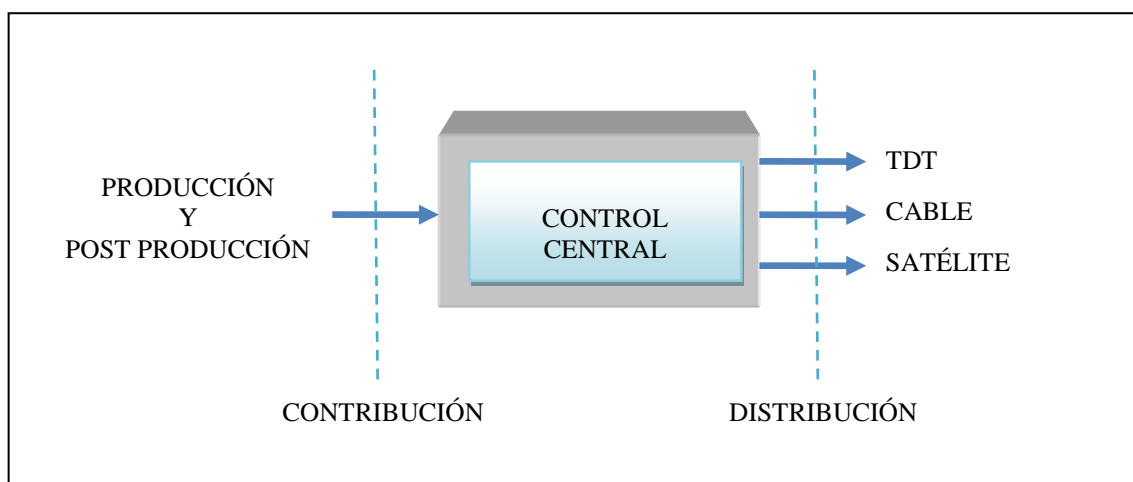 PRODUCCIÓN
Y
POST PRODUCCIÓN
CONTROL
CENTRAL
TDT
CABLE
SATÉLITE
CONTRIBUCIÓN
DISTRIBUCIÓN